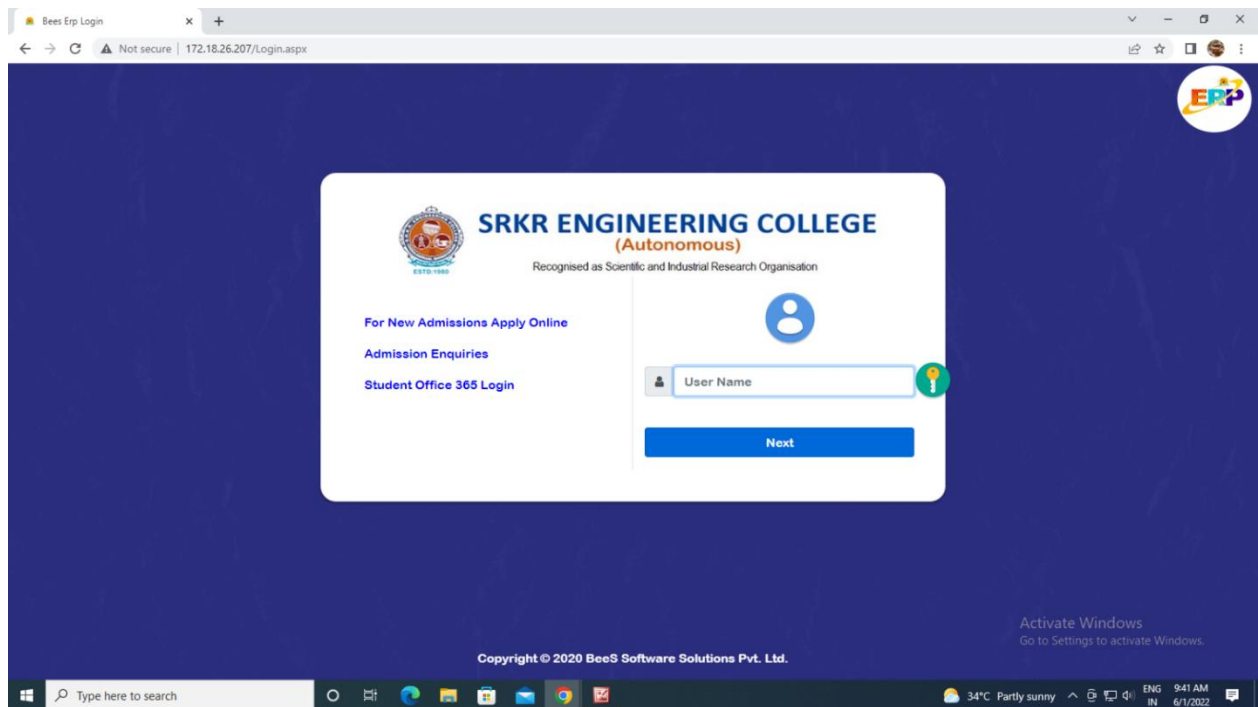 Bees Erp Login
Not secure | 172.18.26.207/Login.aspx
ERP
SRKR ENGINEERING COLLEGE
(Autonomous)
Recognised as Scientific and Industrial Research Organisation
ESTD:1980
For New Admissions Apply Online
Admission Enquiries
Student Office 365 Login
User Name
Next
Activate Windows
Go to Settings to activate Windows.
Copyright © 2020 BeeS Software Solutions Pvt. Ltd.
Type here to search
34°C Partly sunny
ENG
IN
9:41 AM
6/1/2022